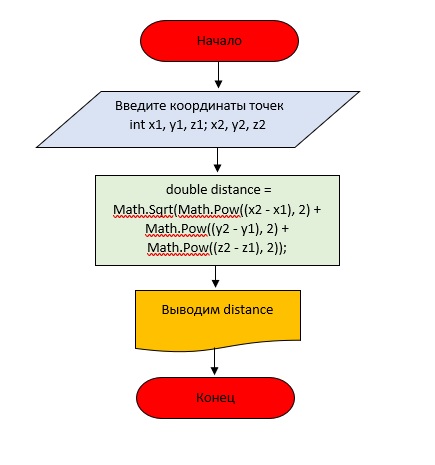 Начало
Введите координаты точек
int x1, y1, z1; x2, y2, z2
double distance =
Math.Sqrt(Math.Pow((x2 - x1), 2) +
Math.Pow((y2 - y1), 2) +
Math.Pow((z2 - z1), 2));
Выводим distance
Конец